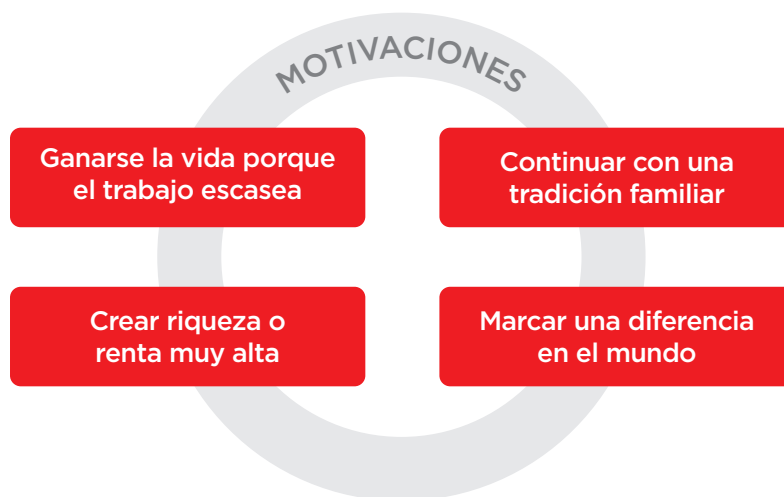 MOTIVACIONES
Ganarse la vida porque
el trabajo escasea
Continuar con una
tradición familiar
Crear riqueza o
renta muy alta
Marcar una diferencia
en el mundo